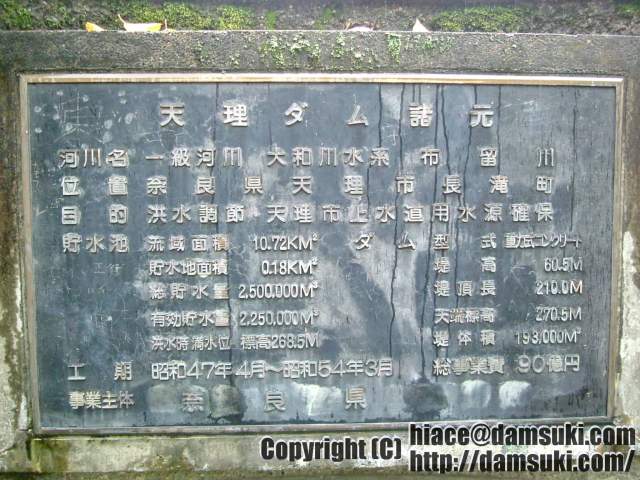 天理ダム諸元
河川名 一級河川 大和川水系 布留川
位置 奈良県天理市長滝町
目的 洪水調節 天理市上水道用水源確保
貯水池 流域面積 10.72KM² ダム型式 重力式コンクリート
貯水地面積 0.18KM² 堤高 60.5M
総貯水量 2,500,000M³ 堤頂長 210.0M
有効貯水量 2,250,000M³ 天端標高 270.5M
洪水時満水位 標高268.5M 堤体積 193,000M³
工期 昭和47年4月~昭和54年3月 総事業費 90億円
事業主体 奈良県
Copyright (C) hiace@damsuki.com
http://damsuki.com/